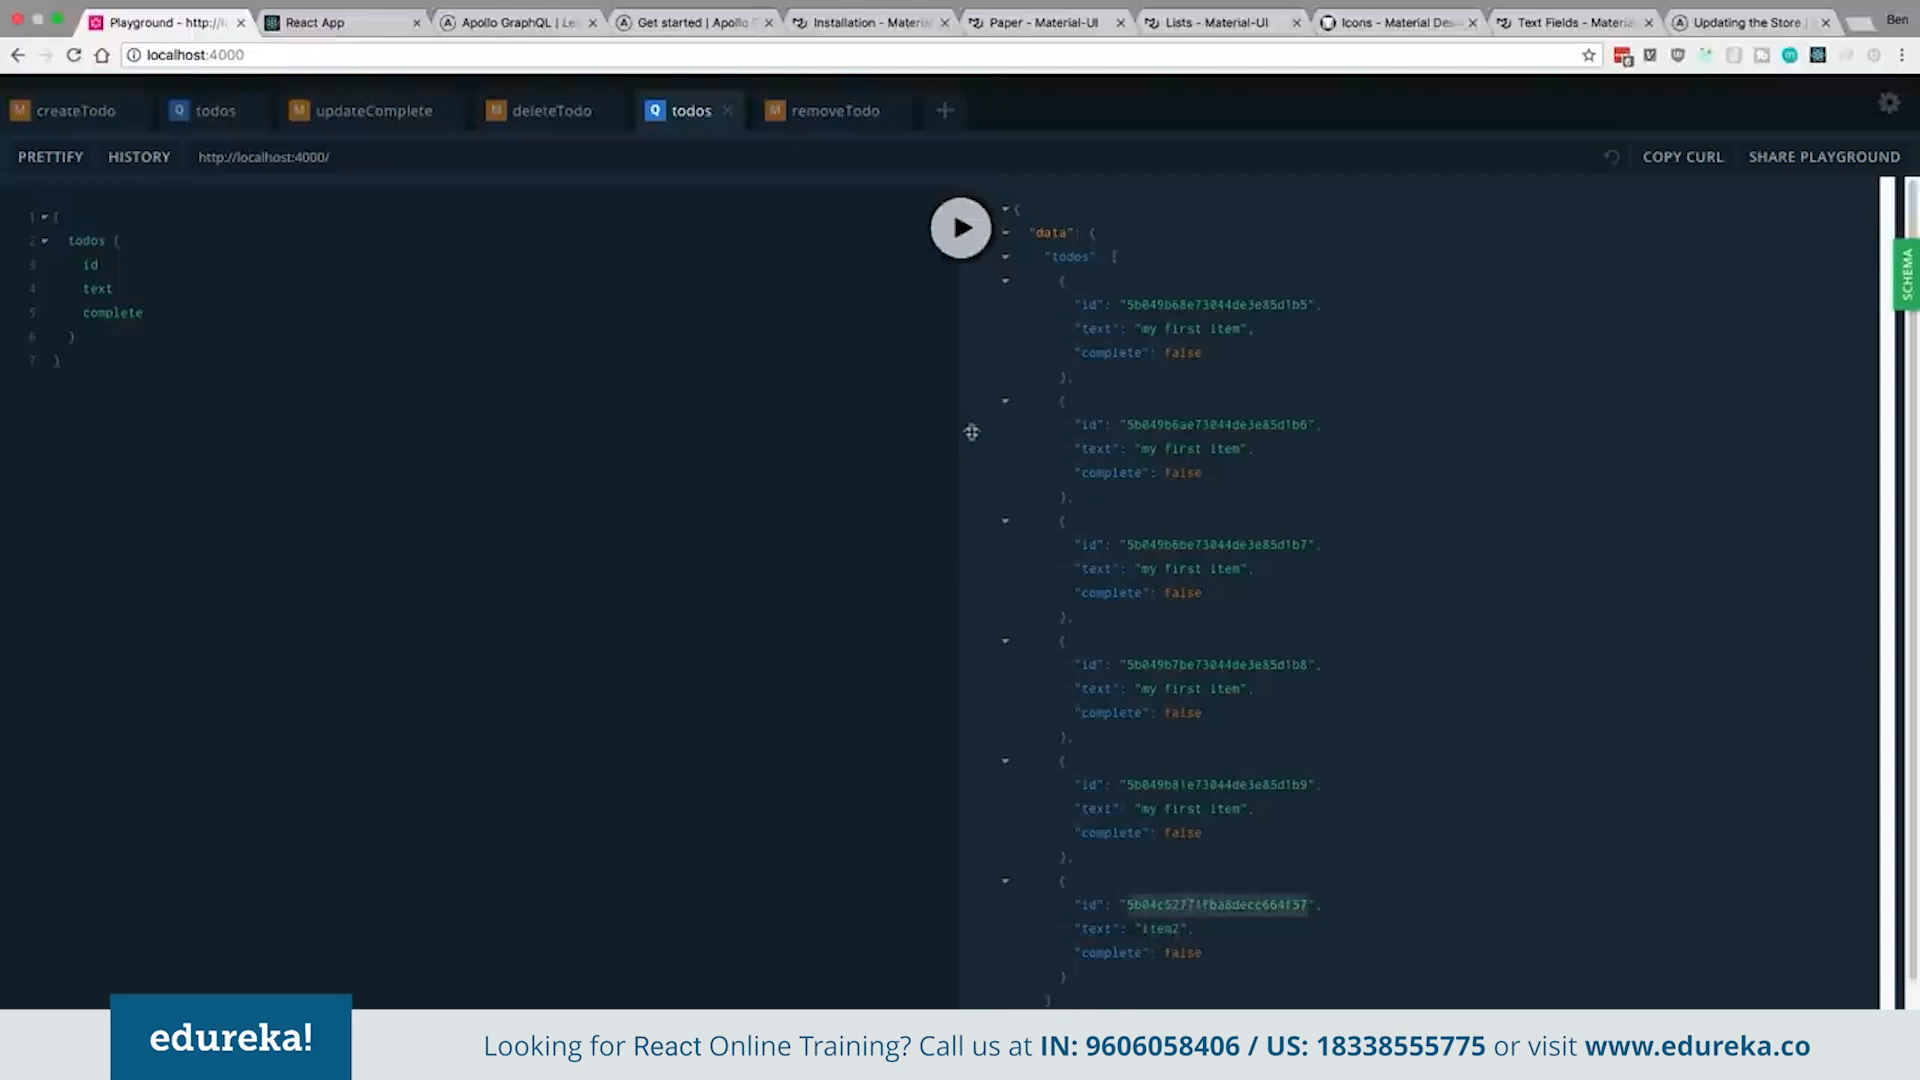 Playground - http://l
React App
Apollo GraphQL | Le
Get started | Apollo
Installation - Materia
Paper - Material-UI
Lists - Material-UI
Icons - Material Des
Text Fields - Materia
Updating the Store |
Ben
localhost:4000
M createTodo
Q todos
M updateComplete
M deleteTodo
Q todos
M removeTodo
PRETTIFY
HISTORY
http://localhost:4000/
COPY CURL
SHARE PLAYGROUND
SCHEMA
1 {
2 todos {
3 id
4 text
5 complete
6 }
7 }
{
"data": {
"todos": [
{
"id": "5b049b68e73044de3e85d1b5",
"text": "my first item",
"complete": false
},
{
"id": "5b049b6ae73044de3e85d1b6",
"text": "my first item",
"complete": false
},
{
"id": "5b049b6be73044de3e85d1b7",
"text": "my first item",
"complete": false
},
{
"id": "5b049b7be73044de3e85d1b8",
"text": "my first item",
"complete": false
},
{
"id": "5b049b81e73044de3e85d1b9",
"text": "my first item",
"complete": false
},
{
"id": "5b04c52771fba8decc664f57",
"text": "item2",
"complete": false
}
]
edureka!
Looking for React Online Training? Call us at IN: 9606058406 / US: 18338555775 or visit www.edureka.co